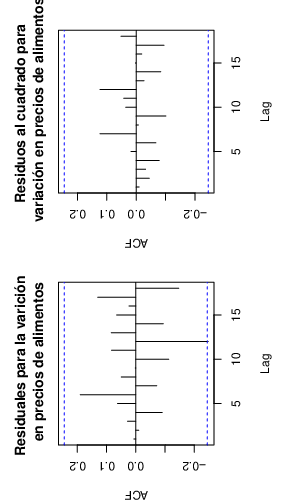 Residuales para la varición
en precios de alimentos
ACF
0.2
0.1
0.0
−0.2
5
10
15
Lag
Residuos al cuadrado para
variación en precios de alimentos
ACF
0.2
0.1
0.0
−0.2
5
10
15
Lag